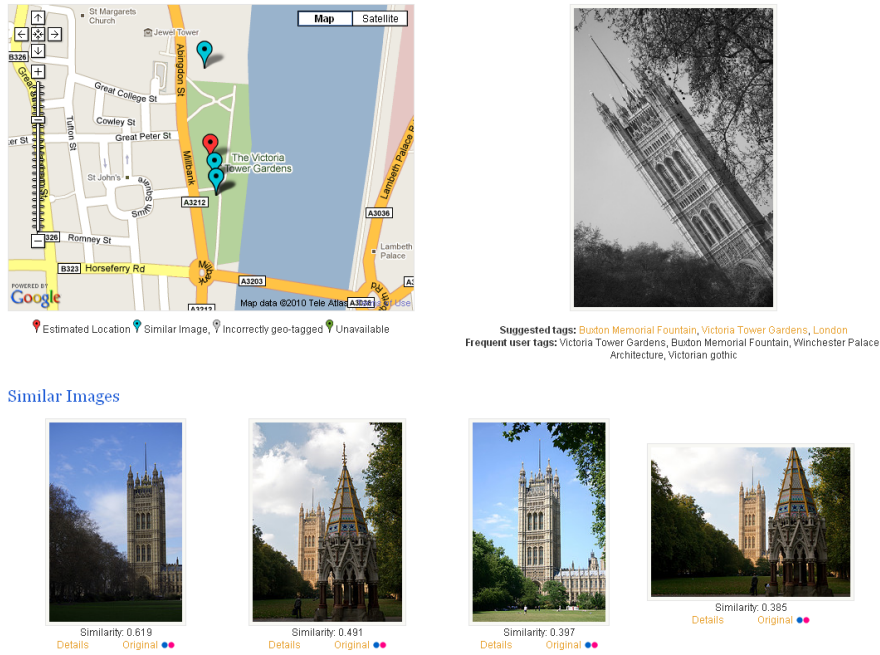 St Margarets
Church
Jewel Tower
Map
Satellite
B326
Abingdon St
Great College St
Cowley St
Great Peter St
Tufton St
Millbank
The Victoria
Tower Gardens
St John's
Smith Square
A3212
Lambeth Palace R
A3036
Romney St
Lambeth
Palace
B323
Horseferry Rd
A3203
A3212
A3036
POWERED BY
Google
Map data ©2010 Tele Atlas
Estimated Location Similar Image, Incorrectly geo-tagged Unavailable
Suggested tags: Buxton Memorial Fountain, Victoria Tower Gardens, London
Frequent user tags: Victoria Tower Gardens, Buxton Memorial Fountain, Winchester Palace
Architecture, Victorian gothic
Similar Images
Similarity: 0.619
Details Original
Similarity: 0.491
Details Original
Similarity: 0.397
Details Original
Similarity: 0.385
Details Original